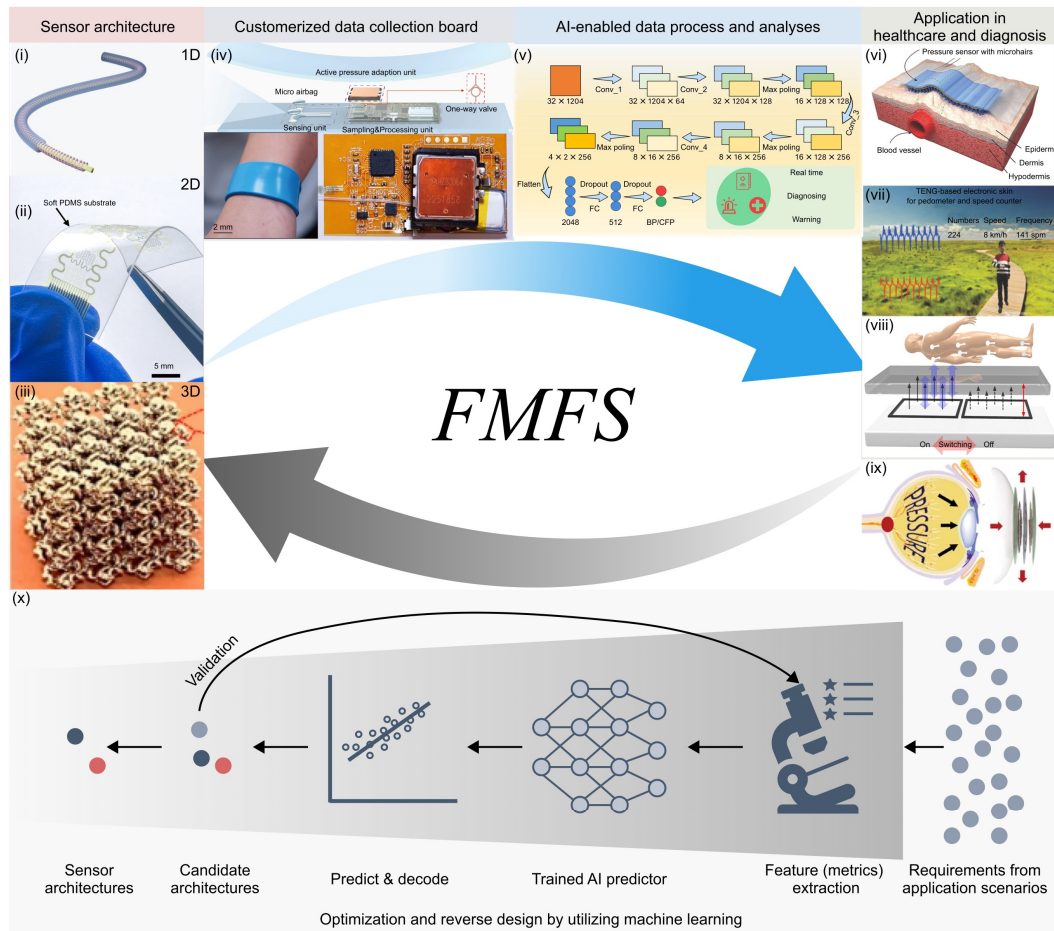 Sensor architecture
Customerized data collection board
AI-enabled data process and analyses
Application in
healthcare and diagnosis
(i)
1D
(ii)
2D
Soft PDMS substrate
5 mm
(iii)
3D
(iv)
Active pressure adaption unit
Micro airbag
One-way valve
Sensing unit
Sampling&Processing unit
2 mm
(v)
32 × 1204
Conv_1
32 × 1204 × 64
Conv_2
32 × 1204 × 128
Max poling
16 × 128 × 128
Conv_3
4 × 2 × 256
Max poling
8 × 16 × 256
Conv_4
8 × 16 × 256
Max poling
16 × 128 × 256
Flatten
2048
Dropout
FC
512
Dropout
FC
BP/CFP
Real time
Diagnosing
Warning
(vi)
Pressure sensor with microhairs
Blood vessel
Epiderm
Dermis
Hypodermis
(vii)
TENG-based electronic skin
for pedometer and speed counter
Numbers Speed Frequency
224 8 km/h 141 spm
(viii)
On Switching Off
(ix)
PRESSURE
FMFS
(x)
Validation
Sensor
architectures
Candidate
architectures
Predict & decode
Trained AI predictor
Feature (metrics)
extraction
Requirements from
application scenarios
Optimization and reverse design by utilizing machine learning